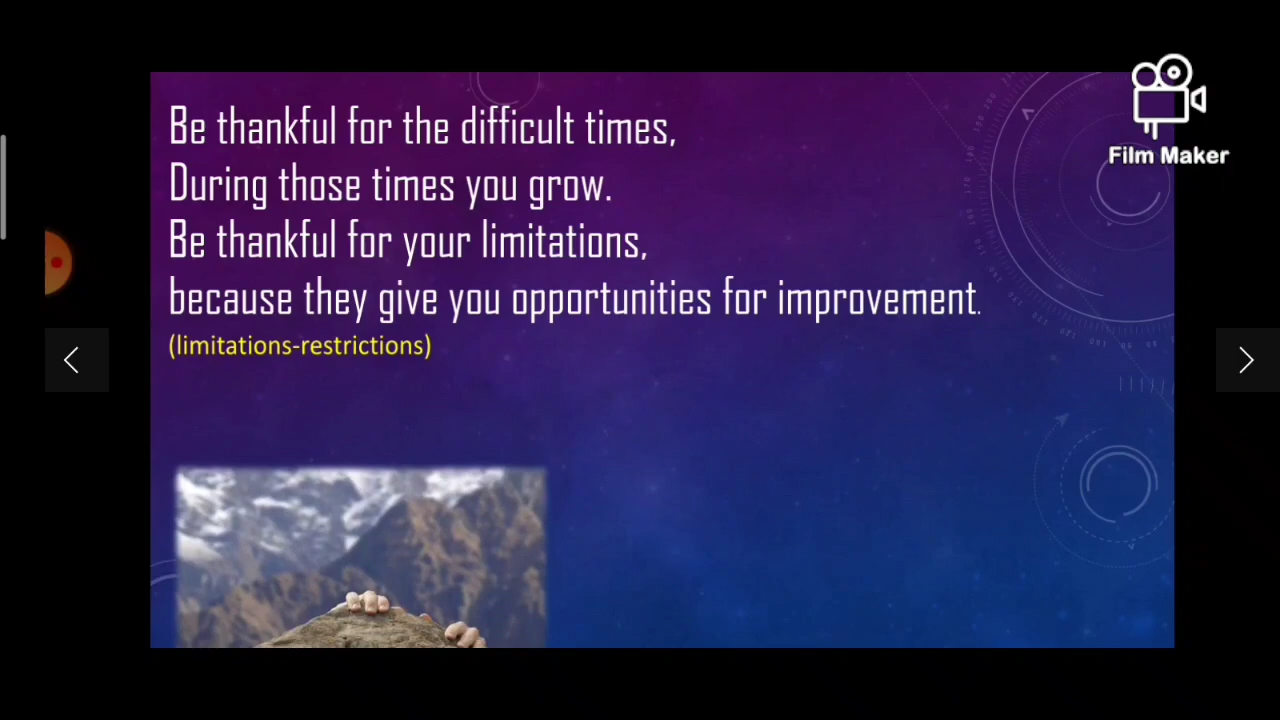 Be thankful for the difficult times,
During those times you grow.
Be thankful for your limitations,
because they give you opportunities for improvement.
(limitations-restrictions)
Film Maker